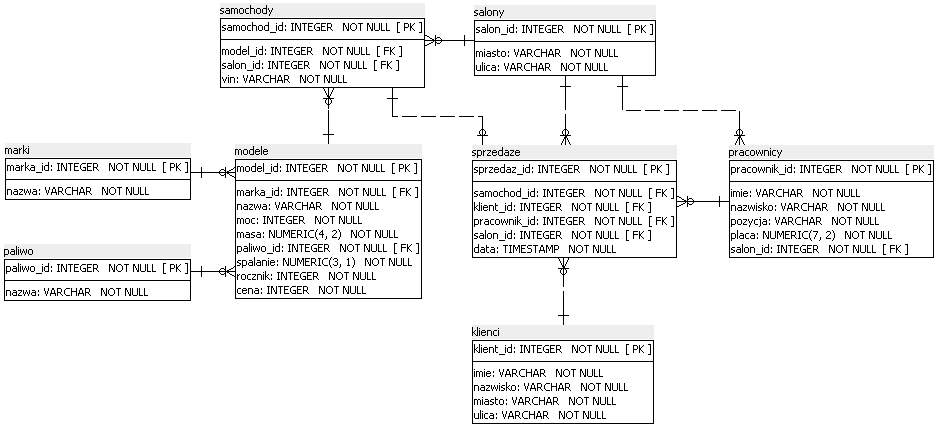 samochody
samochod_id: INTEGER NOT NULL [ PK ]
model_id: INTEGER NOT NULL [ FK ]
salon_id: INTEGER NOT NULL [ FK ]
vin: VARCHAR NOT NULL
salony
salon_id: INTEGER NOT NULL [ PK ]
miasto: VARCHAR NOT NULL
ulica: VARCHAR NOT NULL
marki
marka_id: INTEGER NOT NULL [ PK ]
nazwa: VARCHAR NOT NULL
modele
model_id: INTEGER NOT NULL [ PK ]
marka_id: INTEGER NOT NULL [ FK ]
nazwa: VARCHAR NOT NULL
moc: INTEGER NOT NULL
masa: NUMERIC(4, 2) NOT NULL
paliwo_id: INTEGER NOT NULL [ FK ]
spalanie: NUMERIC(3, 1) NOT NULL
rocznik: INTEGER NOT NULL
cena: INTEGER NOT NULL
sprzedaze
sprzedaz_id: INTEGER NOT NULL [ PK ]
samochod_id: INTEGER NOT NULL [ FK ]
klient_id: INTEGER NOT NULL [ FK ]
pracownik_id: INTEGER NOT NULL [ FK ]
salon_id: INTEGER NOT NULL [ FK ]
data: TIMESTAMP NOT NULL
pracownicy
pracownik_id: INTEGER NOT NULL [ PK ]
imie: VARCHAR NOT NULL
nazwisko: VARCHAR NOT NULL
pozycja: VARCHAR NOT NULL
placa: NUMERIC(7, 2) NOT NULL
salon_id: INTEGER NOT NULL [ FK ]
paliwo
paliwo_id: INTEGER NOT NULL [ PK ]
nazwa: VARCHAR NOT NULL
klienci
klient_id: INTEGER NOT NULL [ PK ]
imie: VARCHAR NOT NULL
nazwisko: VARCHAR NOT NULL
miasto: VARCHAR NOT NULL
ulica: VARCHAR NOT NULL